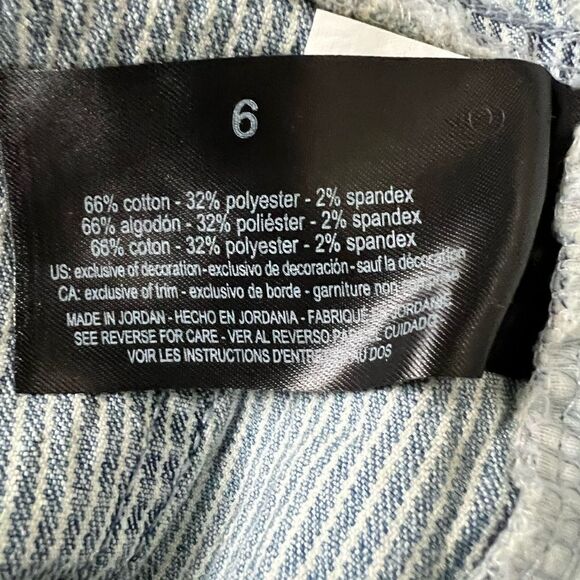 6
66% cotton - 32% polyester - 2% spandex
66% algodón - 32% poliéster - 2% spandex
66% coton - 32% polyester - 2% spandex
US: exclusive of decoration - exclusivo de decoración - sauf la décoration
CA: exclusive of trim - exclusivo de borde - garniture non
MADE IN JORDAN - HECHO EN JORDANIA - FABRIQUÉ JORDANIE
SEE REVERSE FOR CARE - VER AL REVERSO CUIDADO
VOIR LES INSTRUCTIONS D'ENTRETIEN AU DOS